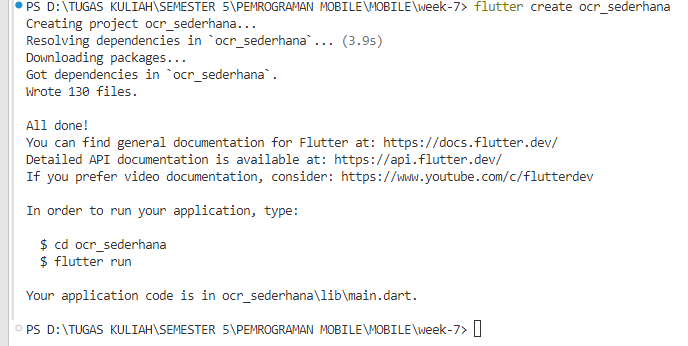 PS D:\TUGAS KULIAH\SEMESTER 5\PEMROGRAMAN MOBILE\MOBILE\week-7> flutter create ocr_sederhana
Creating project ocr_sederhana...
Resolving dependencies in `ocr_sederhana`... (3.9s)
Downloading packages...
Got dependencies in `ocr_sederhana`.
Wrote 130 files.

All done!
You can find general documentation for Flutter at: https://docs.flutter.dev/
Detailed API documentation is available at: https://api.flutter.dev/
If you prefer video documentation, consider: https://www.youtube.com/c/flutterdev

In order to run your application, type:

  $ cd ocr_sederhana
  $ flutter run

Your application code is in ocr_sederhana\lib\main.dart.

PS D:\TUGAS KULIAH\SEMESTER 5\PEMROGRAMAN MOBILE\MOBILE\week-7>